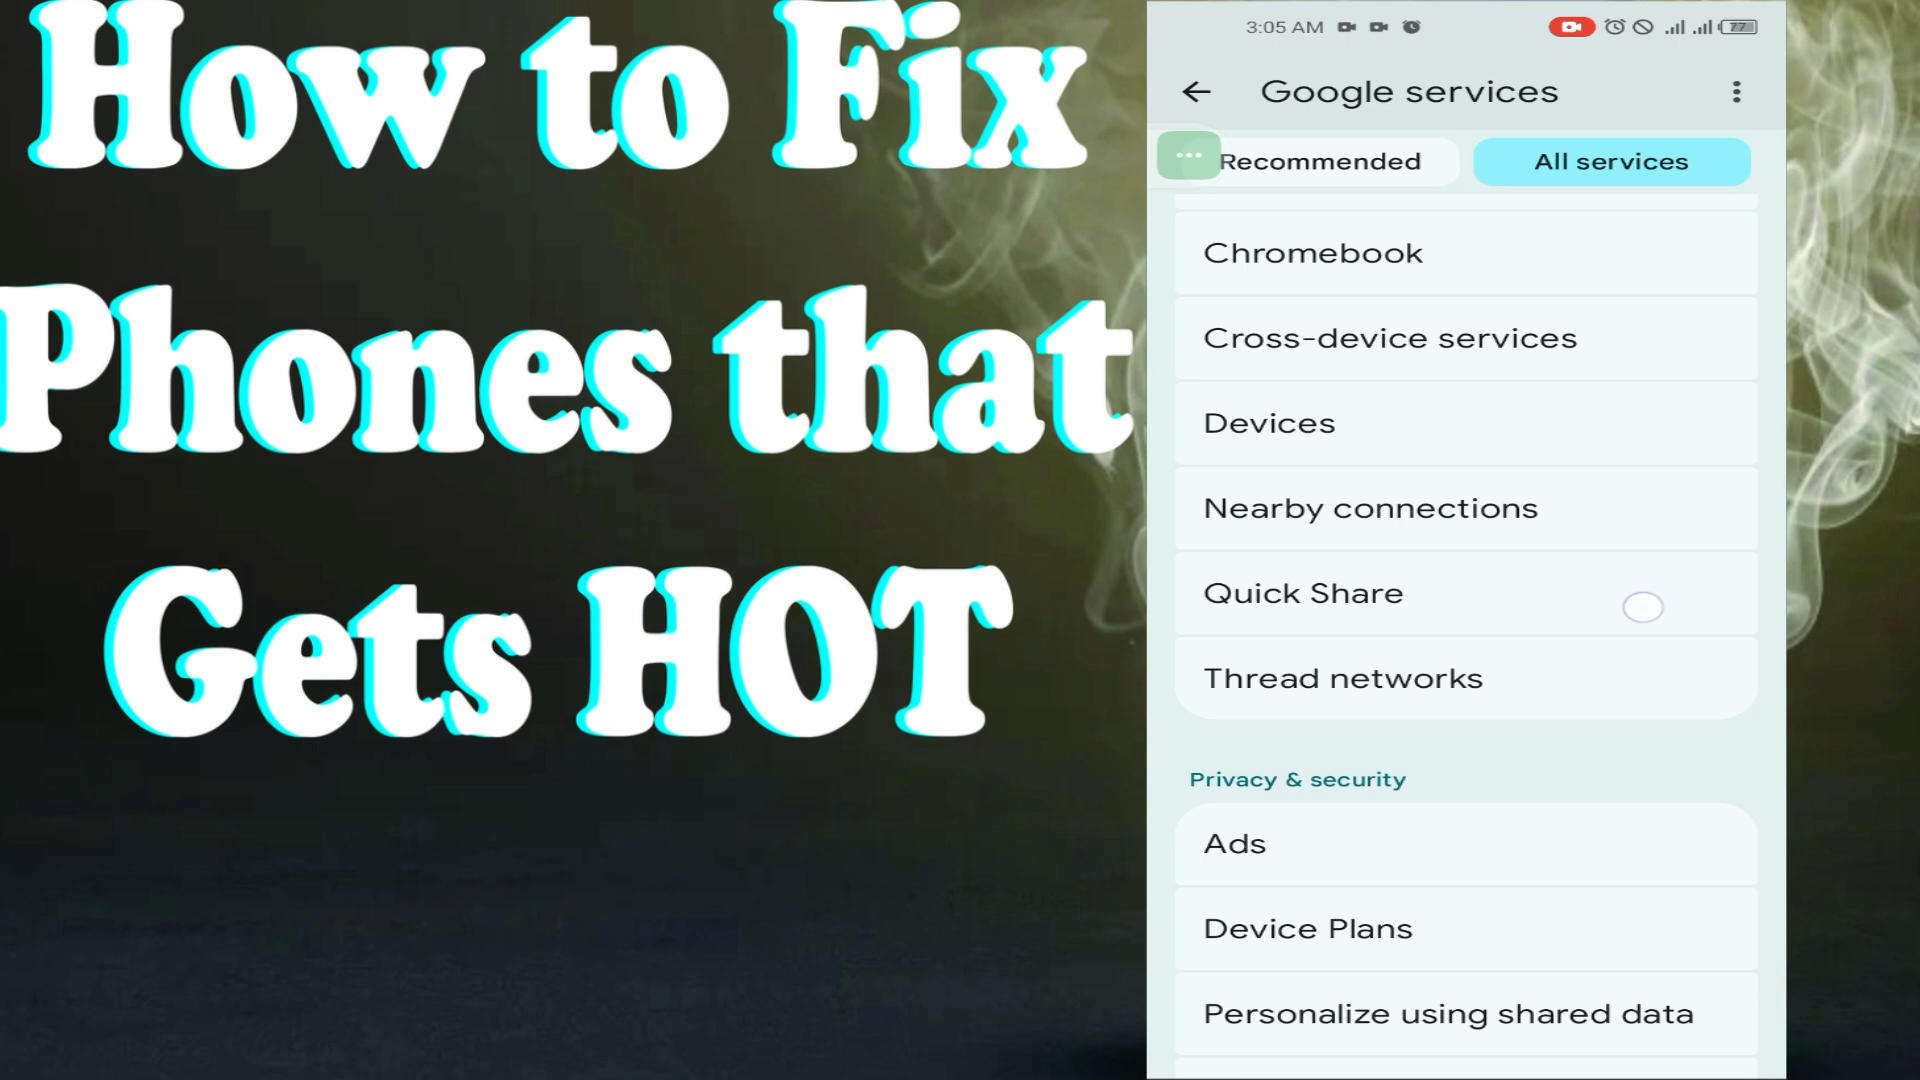 How to Fix
Phones that
Gets HOT
3:05 AM
77
Google services
Recommended
All services
Chromebook
Cross-device services
Devices
Nearby connections
Quick Share
Thread networks
Privacy & security
Ads
Device Plans
Personalize using shared data